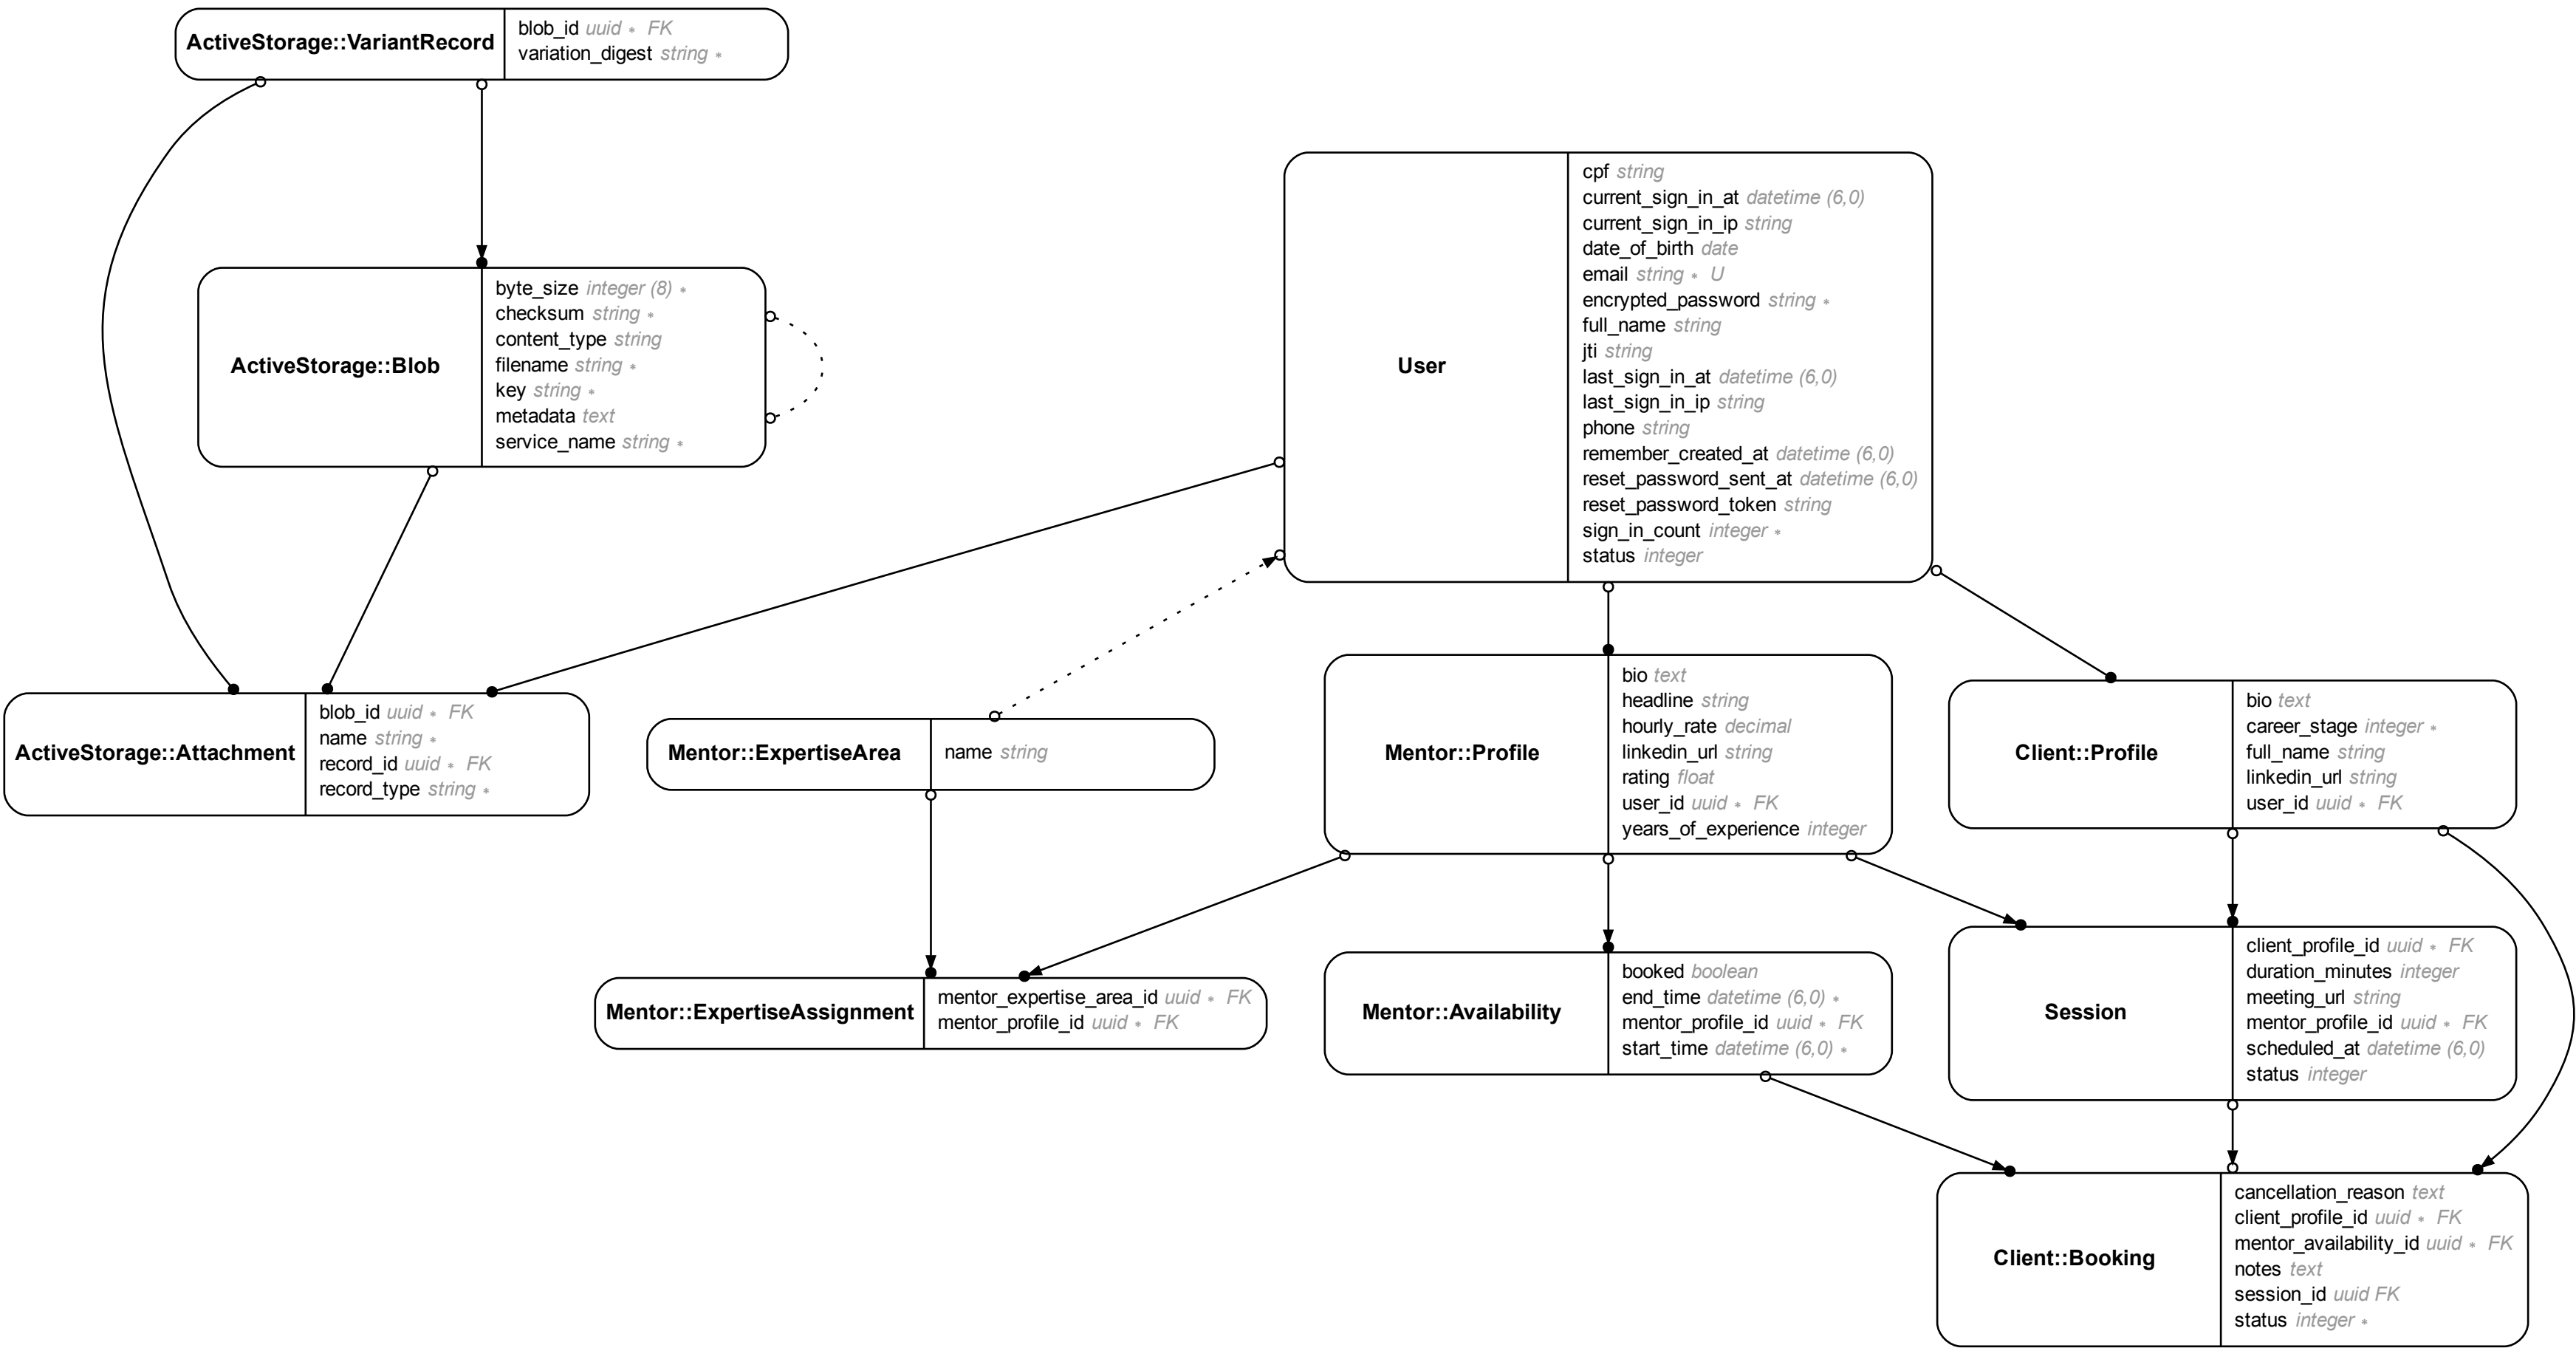 ActiveStorage::VariantRecord
blob_id uuid ∗ FK
variation_digest string ∗
User
cpf string
current_sign_in_at datetime (6,0)
current_sign_in_ip string
date_of_birth date
email string ∗ U
encrypted_password string ∗
full_name string
jti string
last_sign_in_at datetime (6,0)
last_sign_in_ip string
phone string
remember_created_at datetime (6,0)
reset_password_sent_at datetime (6,0)
reset_password_token string
sign_in_count integer ∗
status integer
ActiveStorage::Blob
byte_size integer (8) ∗
checksum string ∗
content_type string
filename string ∗
key string ∗
metadata text
service_name string ∗
ActiveStorage::Attachment
blob_id uuid ∗ FK
name string ∗
record_id uuid ∗ FK
record_type string ∗
Mentor::ExpertiseArea
name string
Mentor::Profile
bio text
headline string
hourly_rate decimal
linkedin_url string
rating float
user_id uuid ∗ FK
years_of_experience integer
Client::Profile
bio text
career_stage integer ∗
full_name string
linkedin_url string
user_id uuid ∗ FK
Mentor::ExpertiseAssignment
mentor_expertise_area_id uuid ∗ FK
mentor_profile_id uuid ∗ FK
Mentor::Availability
booked boolean
end_time datetime (6,0) ∗
mentor_profile_id uuid ∗ FK
start_time datetime (6,0) ∗
Session
client_profile_id uuid ∗ FK
duration_minutes integer
meeting_url string
mentor_profile_id uuid ∗ FK
scheduled_at datetime (6,0)
status integer
Client::Booking
cancellation_reason text
client_profile_id uuid ∗ FK
mentor_availability_id uuid ∗ FK
notes text
session_id uuid FK
status integer ∗